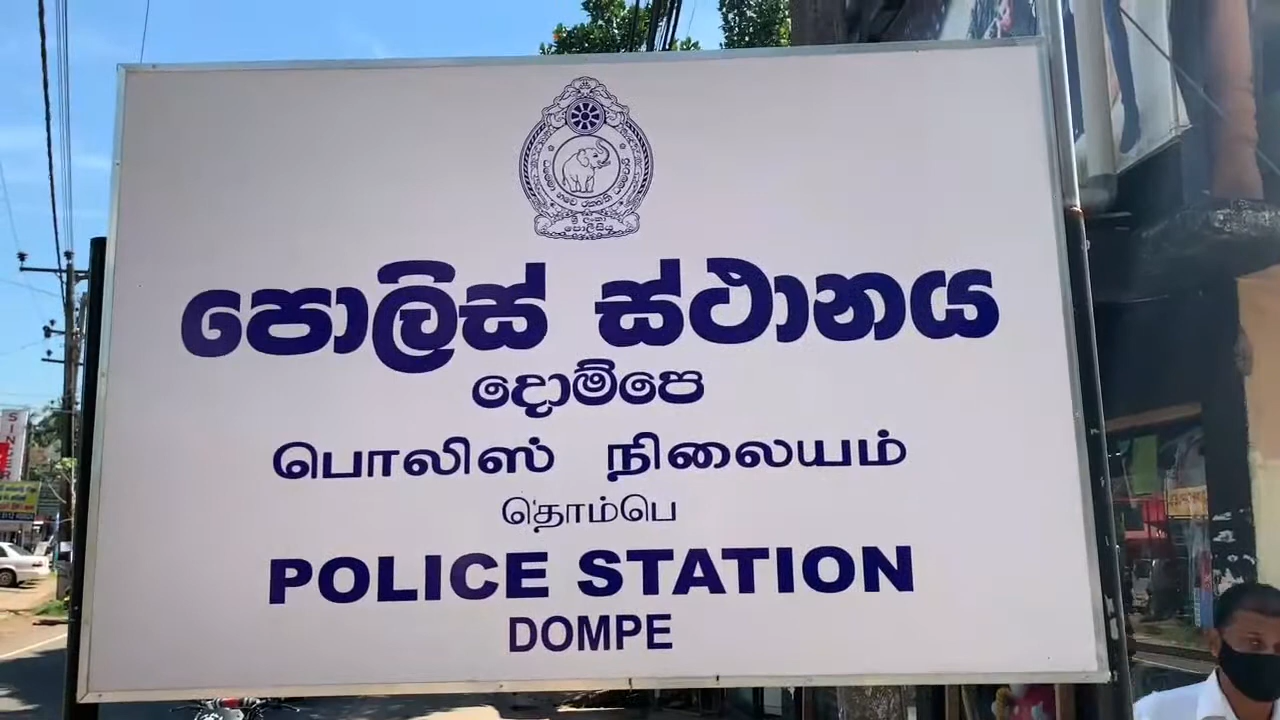 ශ්‍රී ලංකා
පොලීසිය
පොලිස් ස්ථානය
දොම්පෙ
பொலிஸ் நிலையம்
தொம்பெ
POLICE STATION
DOMPE